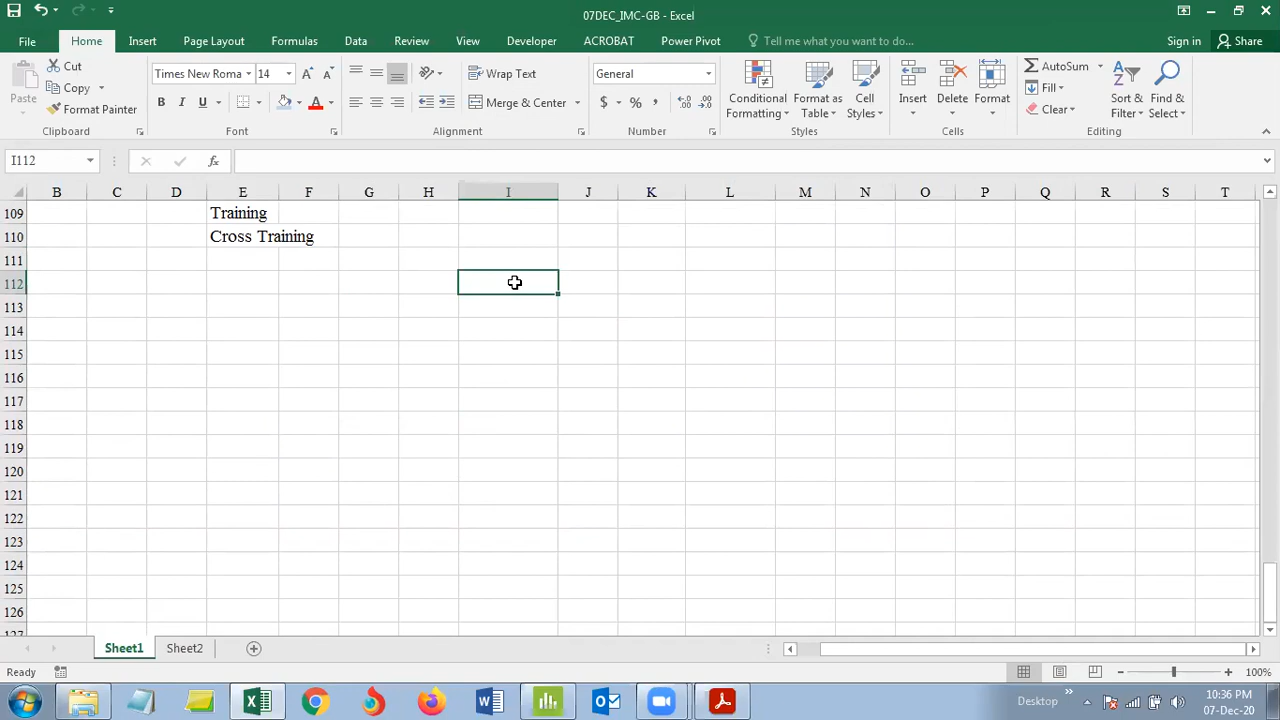 07DEC_IMC-GB - Excel
File Home Insert Page Layout Formulas Data Review View Developer ACROBAT Power Pivot Tell me what you want to do... Sign in Share
Paste Cut Copy Format Painter
Clipboard
Times New Roma 14
B I U A
Font
Wrap Text
Merge & Center
Alignment
General
$ % ,
Number
Conditional Formatting Format as Table Cell Styles
Styles
Insert Delete Format
Cells
AutoSum Fill Clear Sort & Filter Find & Select
Editing
I112 fx
B C D E F G H I J K L M N O P Q R S T
109 Training
110 Cross Training
111
112
113
114
115
116
117
118
119
120
121
122
123
124
125
126
127
Sheet1 Sheet2
Ready 100%
Desktop 10:36 PM
07-Dec-20